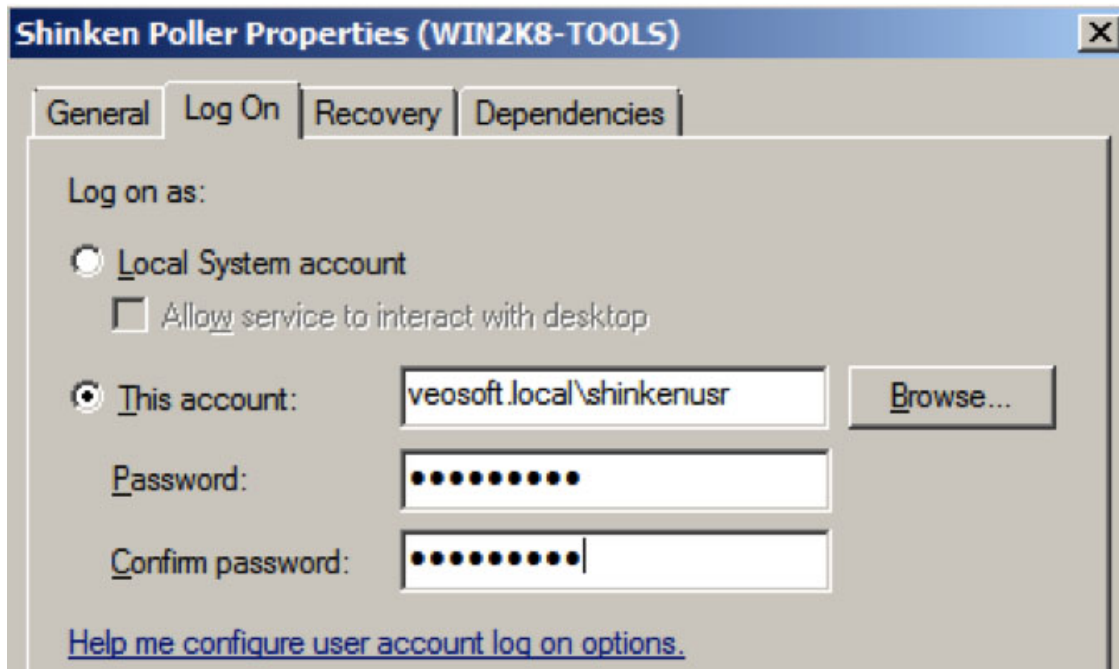 Shinken Poller Properties (WIN2K8-TOOLS)
General Log On Recovery Dependencies
Log on as:
Local System account
Allow service to interact with desktop
This account: veosoft.local\shinkenusr Browse...
Password: •••••••••
Confirm password: •••••••••
Help me configure user account log on options.